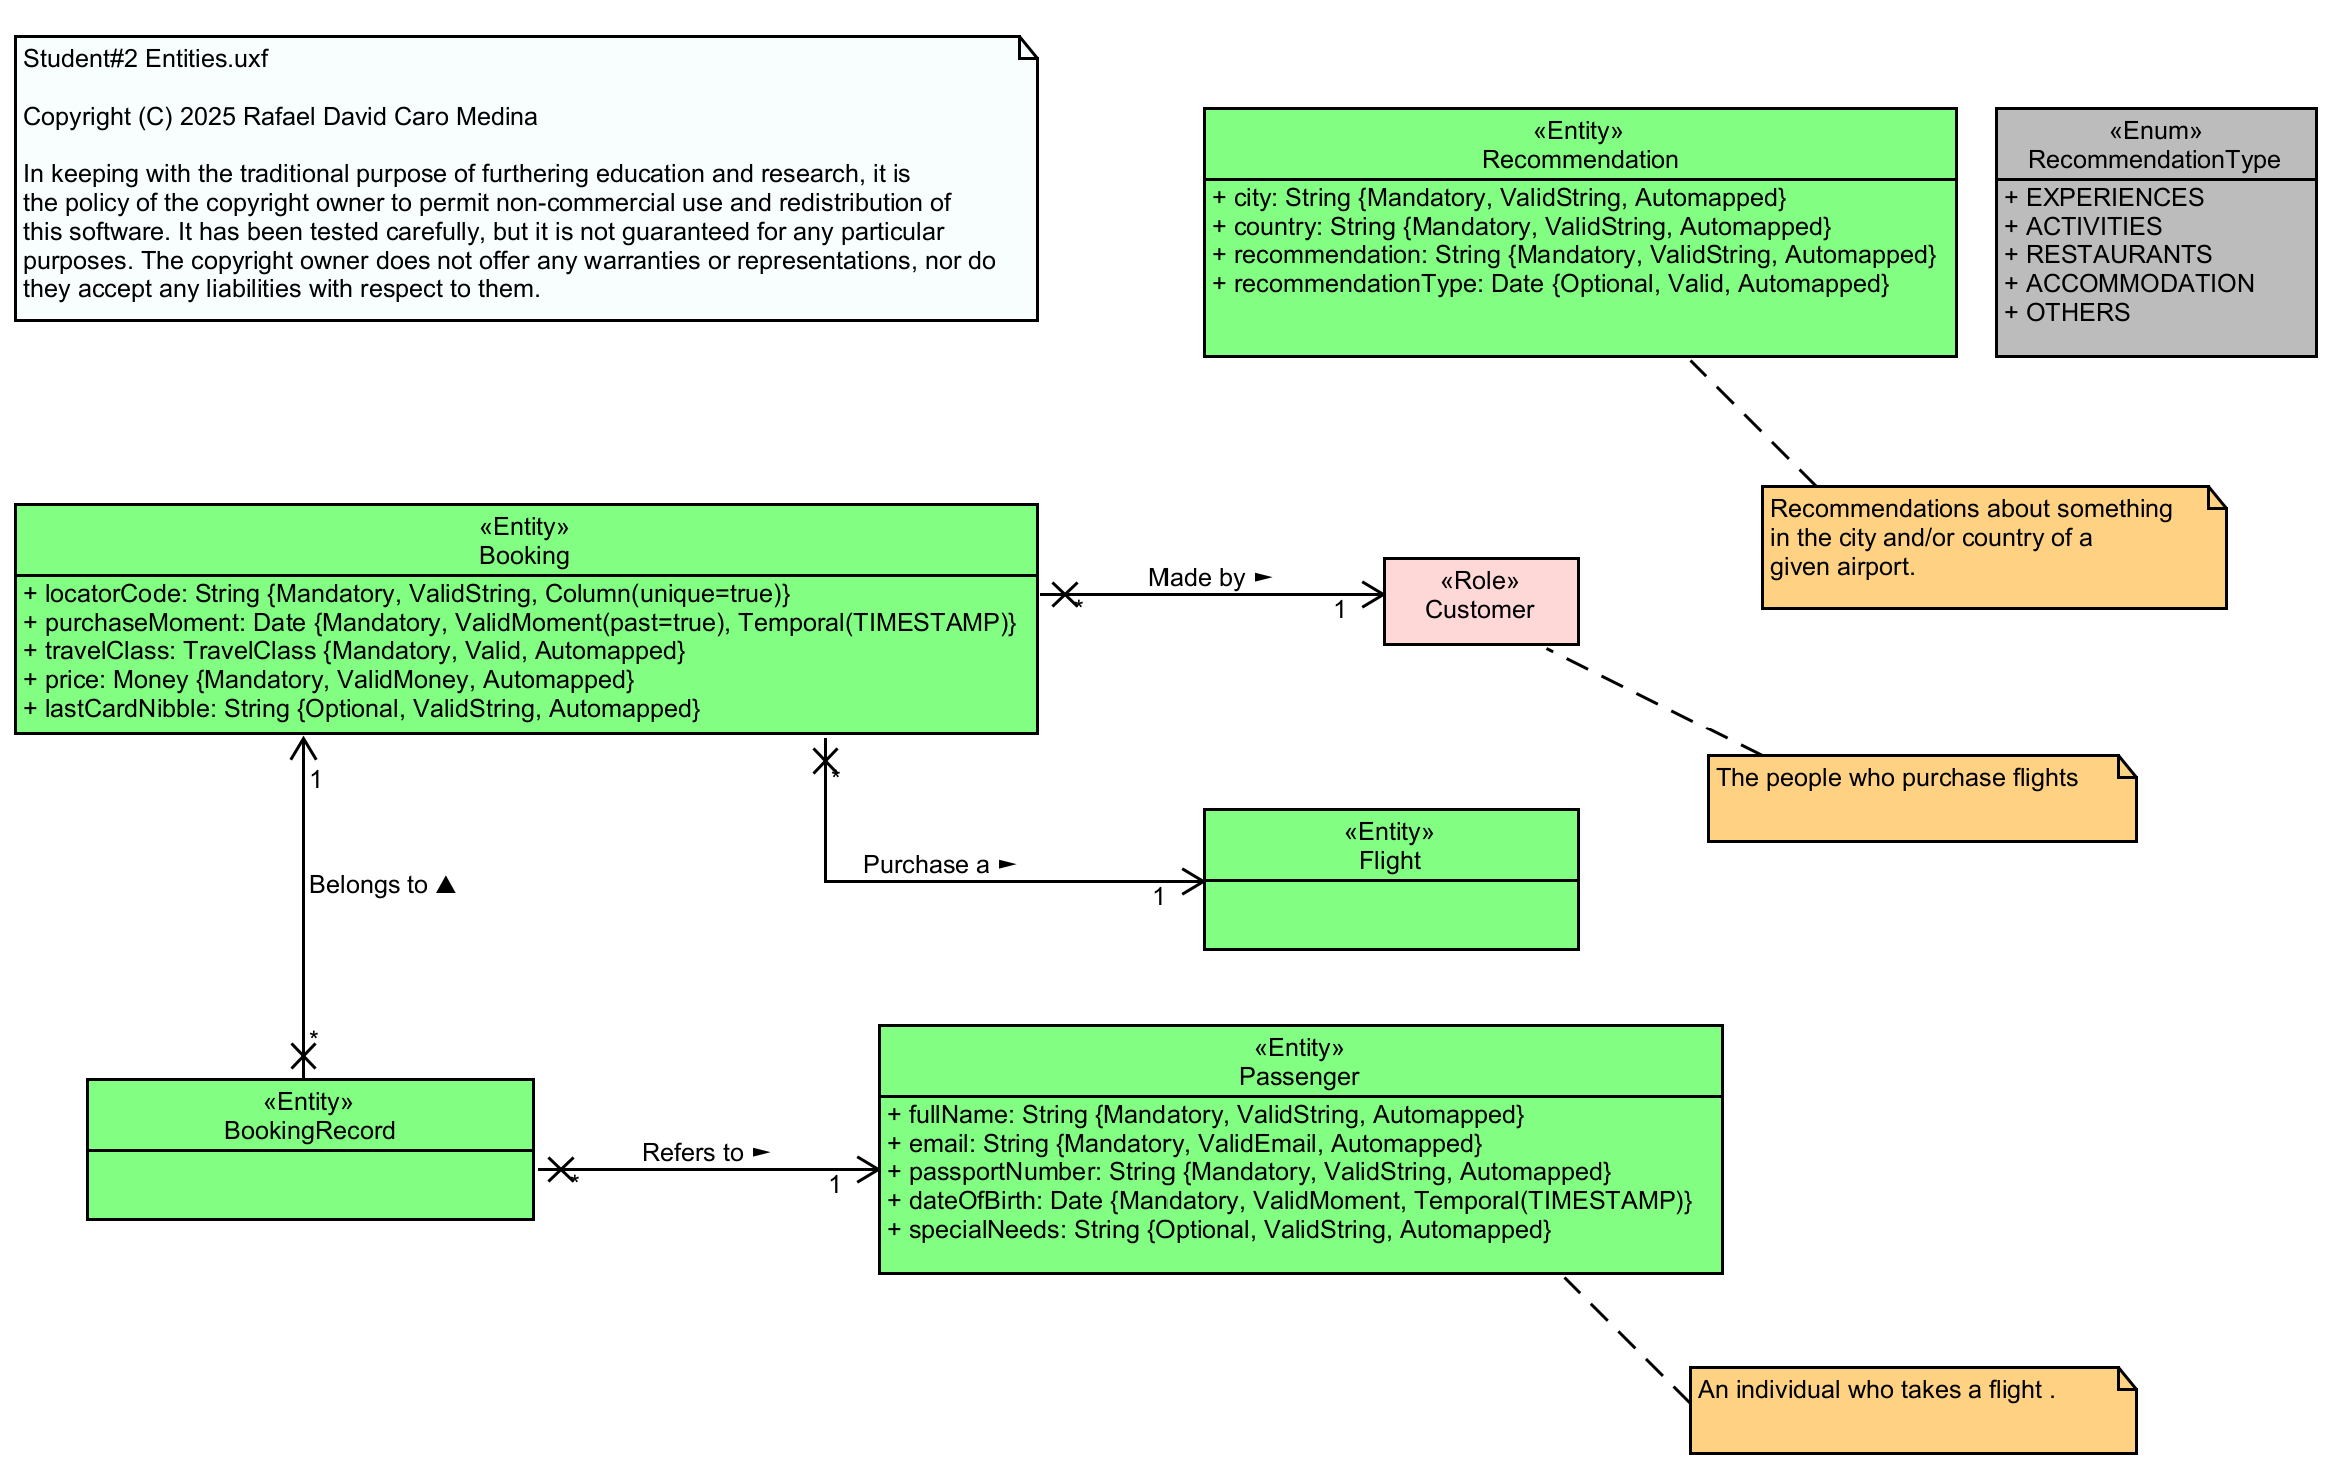 Student#2 Entities.uxf
Copyright (C) 2025 Rafael David Caro Medina
In keeping with the traditional purpose of furthering education and research, it is
the policy of the copyright owner to permit non-commercial use and redistribution of
this software. It has been tested carefully, but it is not guaranteed for any particular
purposes. The copyright owner does not offer any warranties or representations, nor do
they accept any liabilities with respect to them.
«Entity»
Recommendation
+ city: String {Mandatory, ValidString, Automapped}
+ country: String {Mandatory, ValidString, Automapped}
+ recommendation: String {Mandatory, ValidString, Automapped}
+ recommendationType: Date {Optional, Valid, Automapped}
«Enum»
RecommendationType
+ EXPERIENCES
+ ACTIVITIES
+ RESTAURANTS
+ ACCOMMODATION
+ OTHERS
Recommendations about something
in the city and/or country of a
given airport.
«Entity»
Booking
+ locatorCode: String {Mandatory, ValidString, Column(unique=true)}
+ purchaseMoment: Date {Mandatory, ValidMoment(past=true), Temporal(TIMESTAMP)}
+ travelClass: TravelClass {Mandatory, Valid, Automapped}
+ price: Money {Mandatory, ValidMoney, Automapped}
+ lastCardNibble: String {Optional, ValidString, Automapped}
Made by ►
*
1
«Role»
Customer
The people who purchase flights
1
*
Purchase a ►
1
«Entity»
Flight
Belongs to ▲
*
«Entity»
BookingRecord
Refers to ►
*
1
«Entity»
Passenger
+ fullName: String {Mandatory, ValidString, Automapped}
+ email: String {Mandatory, ValidEmail, Automapped}
+ passportNumber: String {Mandatory, ValidString, Automapped}
+ dateOfBirth: Date {Mandatory, ValidMoment, Temporal(TIMESTAMP)}
+ specialNeeds: String {Optional, ValidString, Automapped}
An individual who takes a flight .